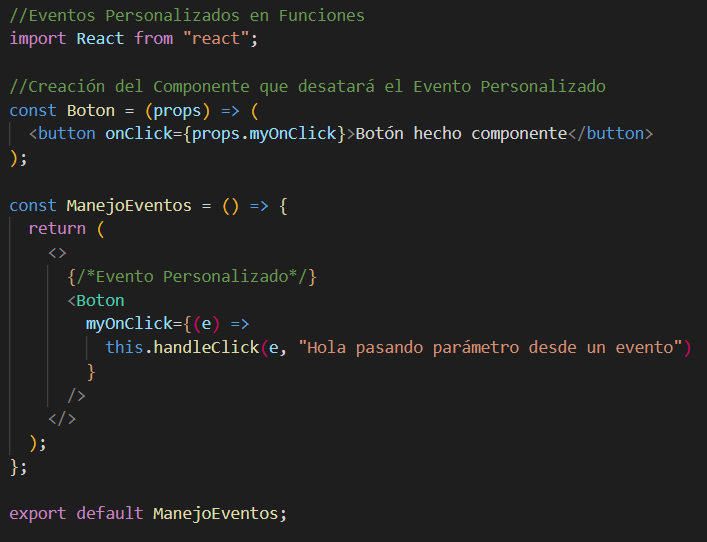 //Eventos Personalizados en Funciones
import React from "react";

//Creación del Componente que desatará el Evento Personalizado
const Boton = (props) => (
  <button onClick={props.myOnClick}>Botón hecho componente</button>
);

const ManejoEventos = () => {
  return (
    <>
      {/*Evento Personalizado*/}
      <Boton
        myOnClick={(e) =>
          this.handleClick(e, "Hola pasando parámetro desde un evento")
        }
      />
    </>
  );
};

export default ManejoEventos;